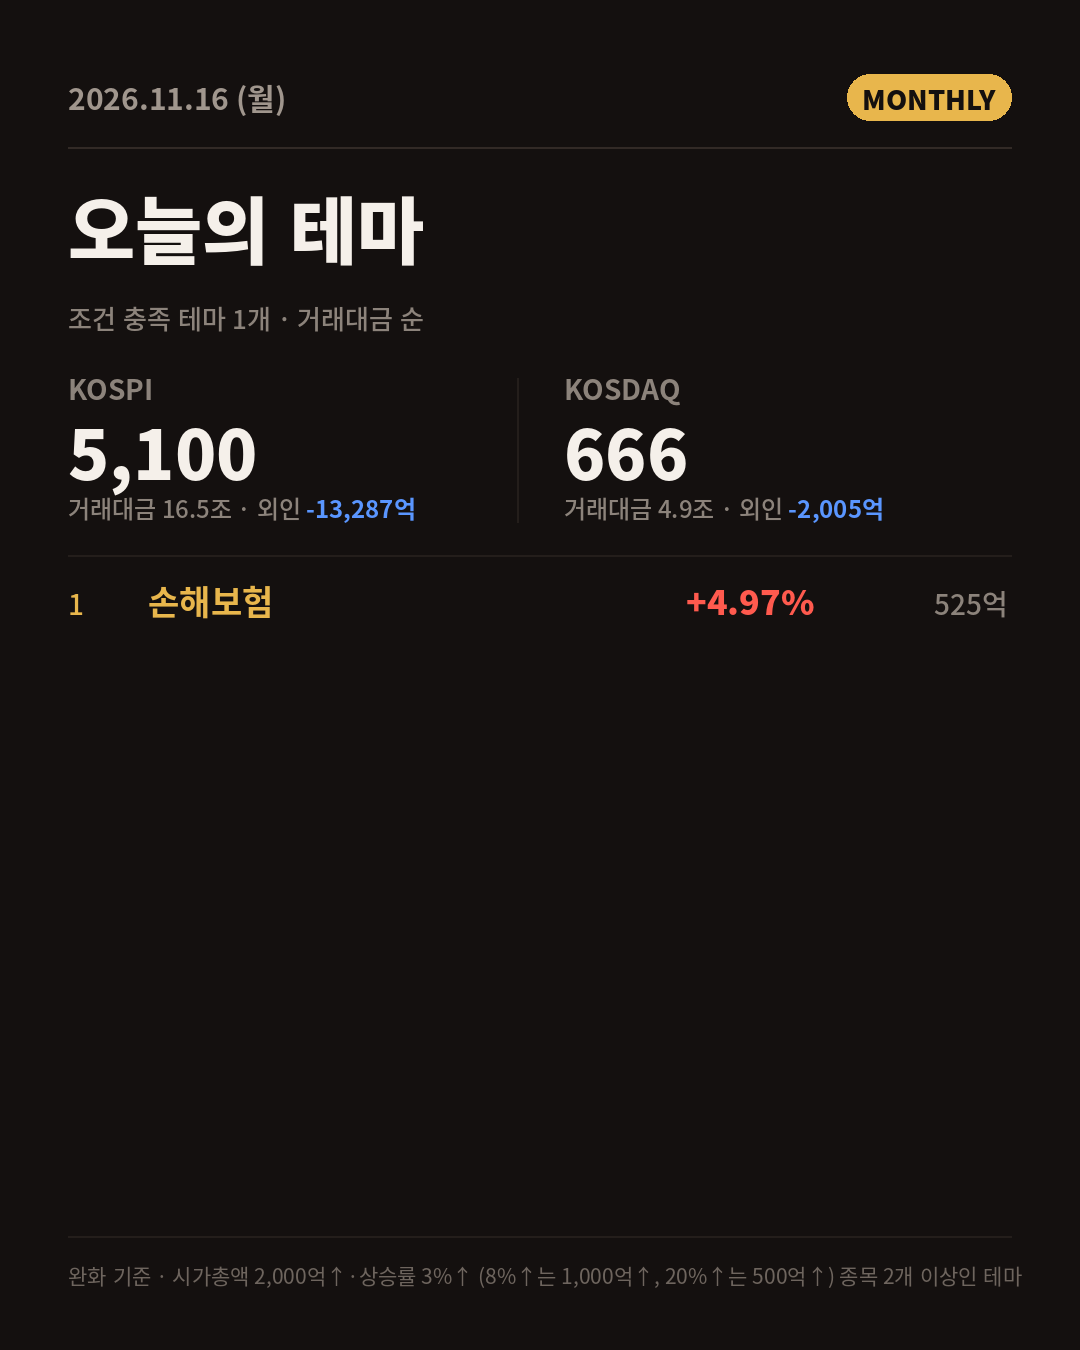 2026.11.16 (월)
MONTHLY
오늘의 테마
조건 충족 테마 1개 · 거래대금 순
KOSPI
5,100
거래대금 16.5조 · 외인 -13,287억
KOSDAQ
666
거래대금 4.9조 · 외인 -2,005억
1 손해보험 +4.97% 525억
완화 기준 · 시가총액 2,000억↑·상승률 3%↑ (8%↑는 1,000억↑, 20%↑는 500억↑) 종목 2개 이상인 테마